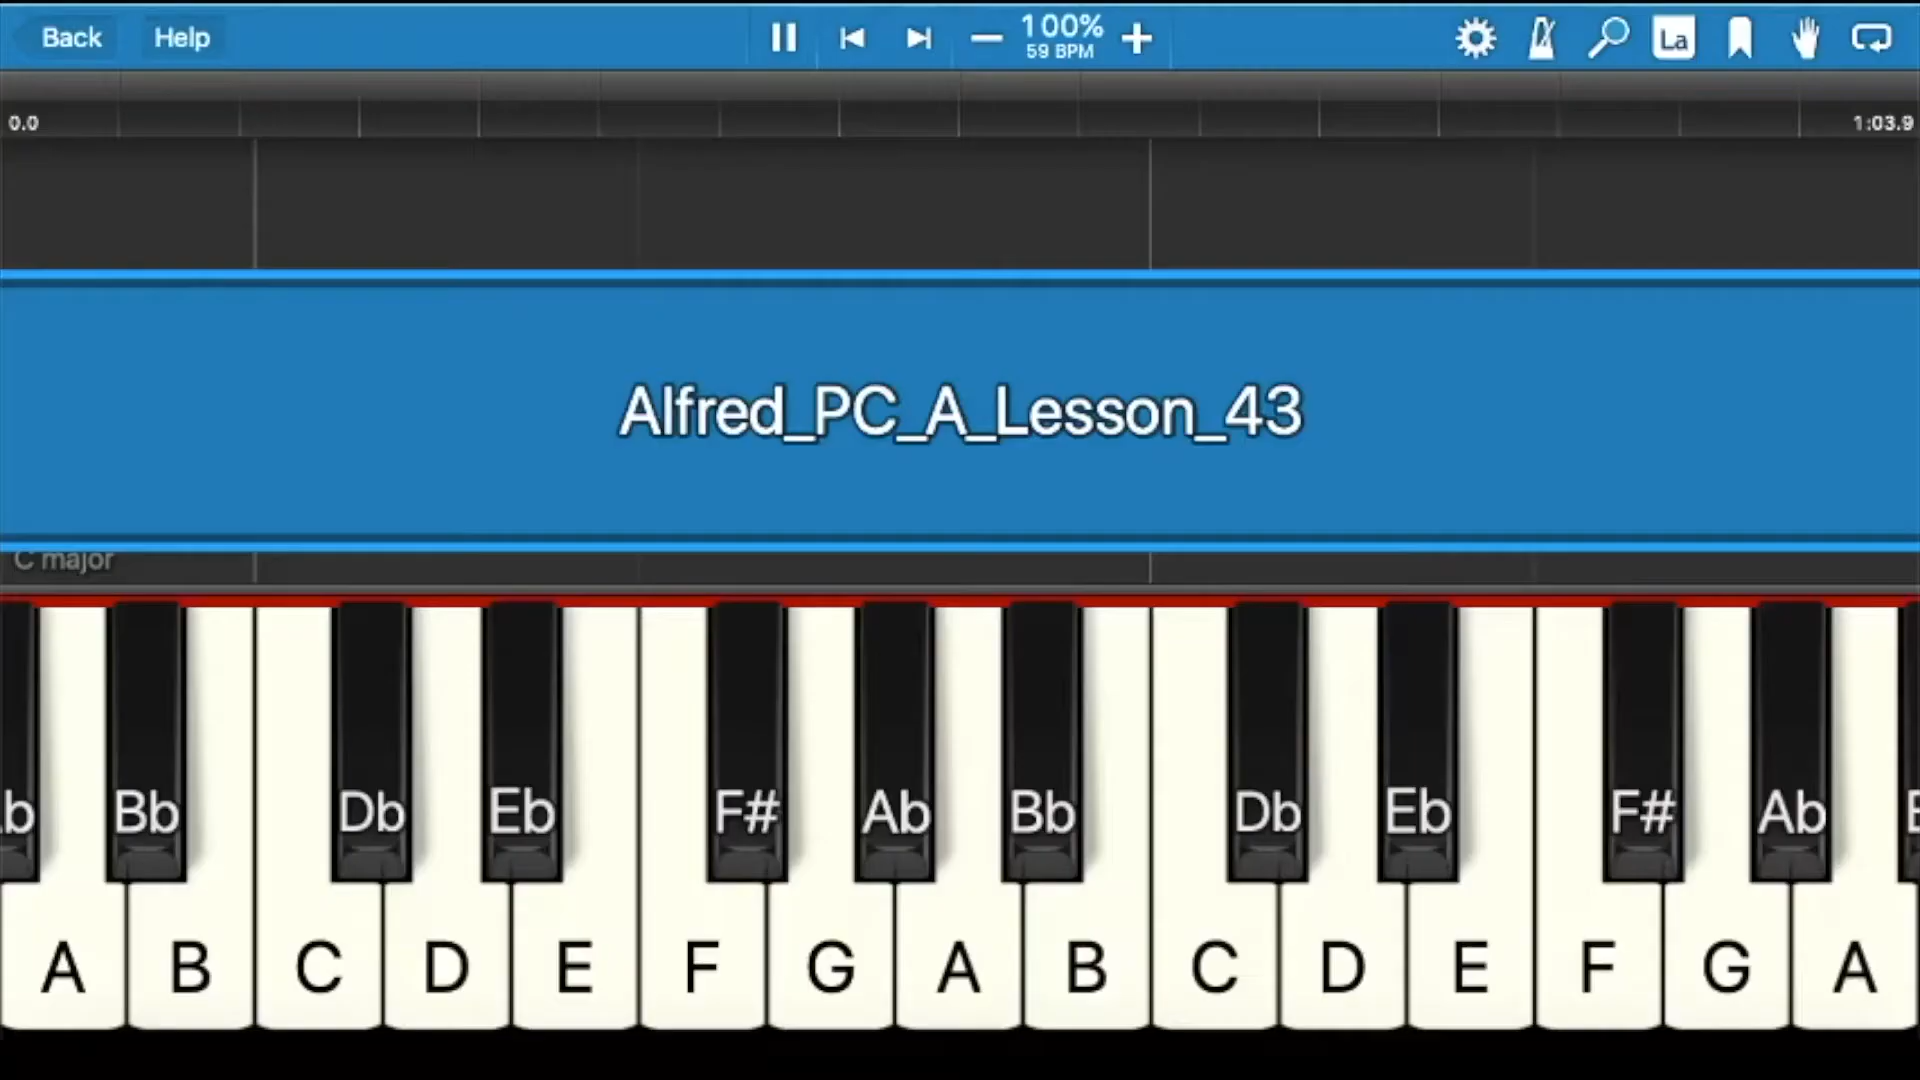 Back Help 100% La
59 BPM
0.0 1:03.9
Alfred_PC_A_Lesson_43
C major
Bb Db Eb F# Ab Bb Db Eb F# Ab
A B C D E F G A B C D E F G A